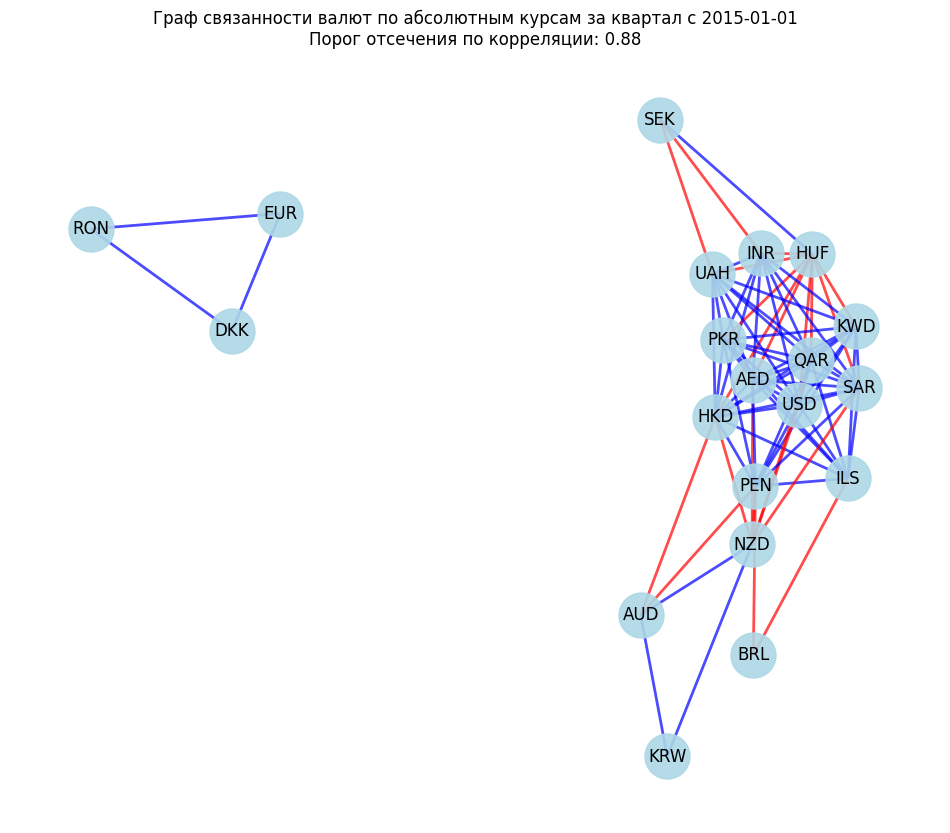 Граф связанности валют по абсолютным курсам за квартал с 2015-01-01
Порог отсечения по корреляции: 0.88
SEK
RON
EUR
INR
HUF
UAH
DKK
KWD
PKR
QAR
AED
SAR
USD
HKD
PEN
ILS
NZD
AUD
BRL
KRW